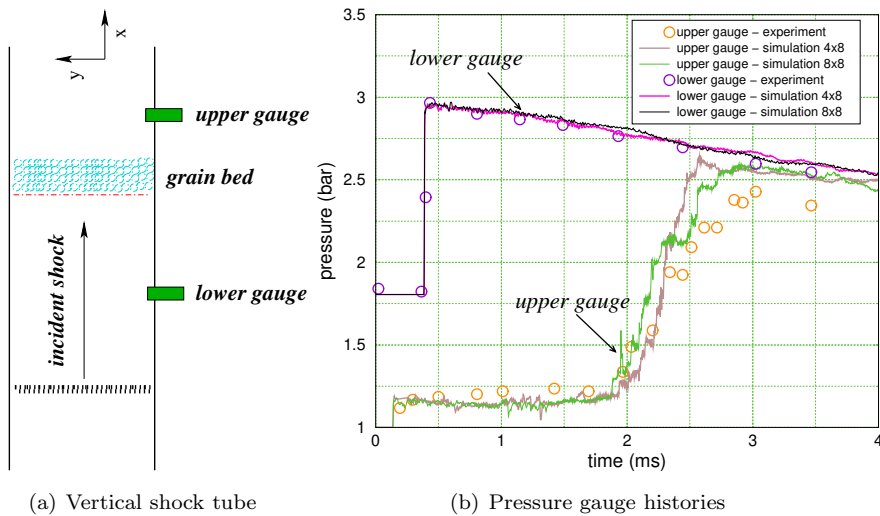 x
y
upper gauge
grain bed
incident shock
lower gauge
(a) Vertical shock tube
3.5
3
2.5
2
1.5
1
pressure (bar)
0
1
2
3
4
time (ms)
upper gauge – experiment
upper gauge – simulation 4x8
upper gauge – simulation 8x8
lower gauge – experiment
lower gauge – simulation 4x8
lower gauge – simulation 8x8
lower gauge
upper gauge
(b) Pressure gauge histories